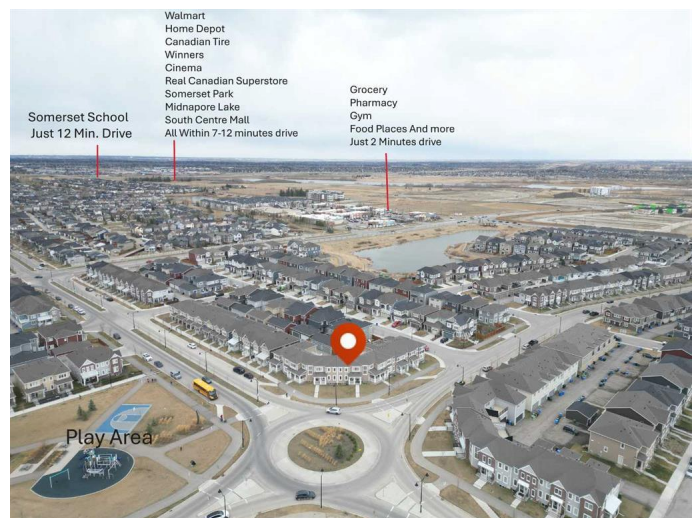 Walmart
Home Depot
Canadian Tire
Winners
Cinema
Real Canadian Superstore
Somerset Park
Midnapore Lake
South Centre Mall
All Within 7-12 minutes drive
Somerset School
Just 12 Min. Drive
Grocery
Pharmacy
Gym
Food Places And more
Just 2 Minutes drive
Play Area